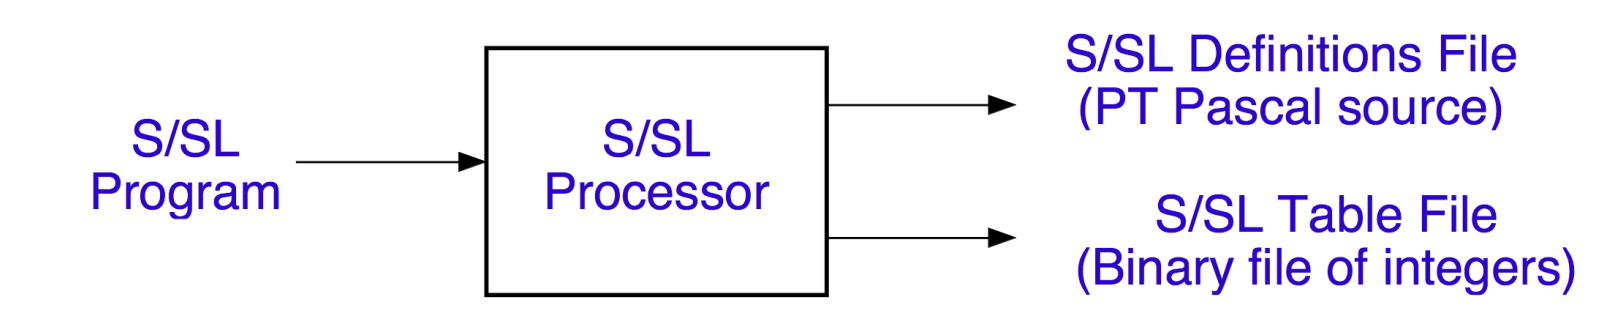 S/SL
Program
S/SL
Processor
S/SL Definitions File
(PT Pascal source)
S/SL Table File
(Binary file of integers)